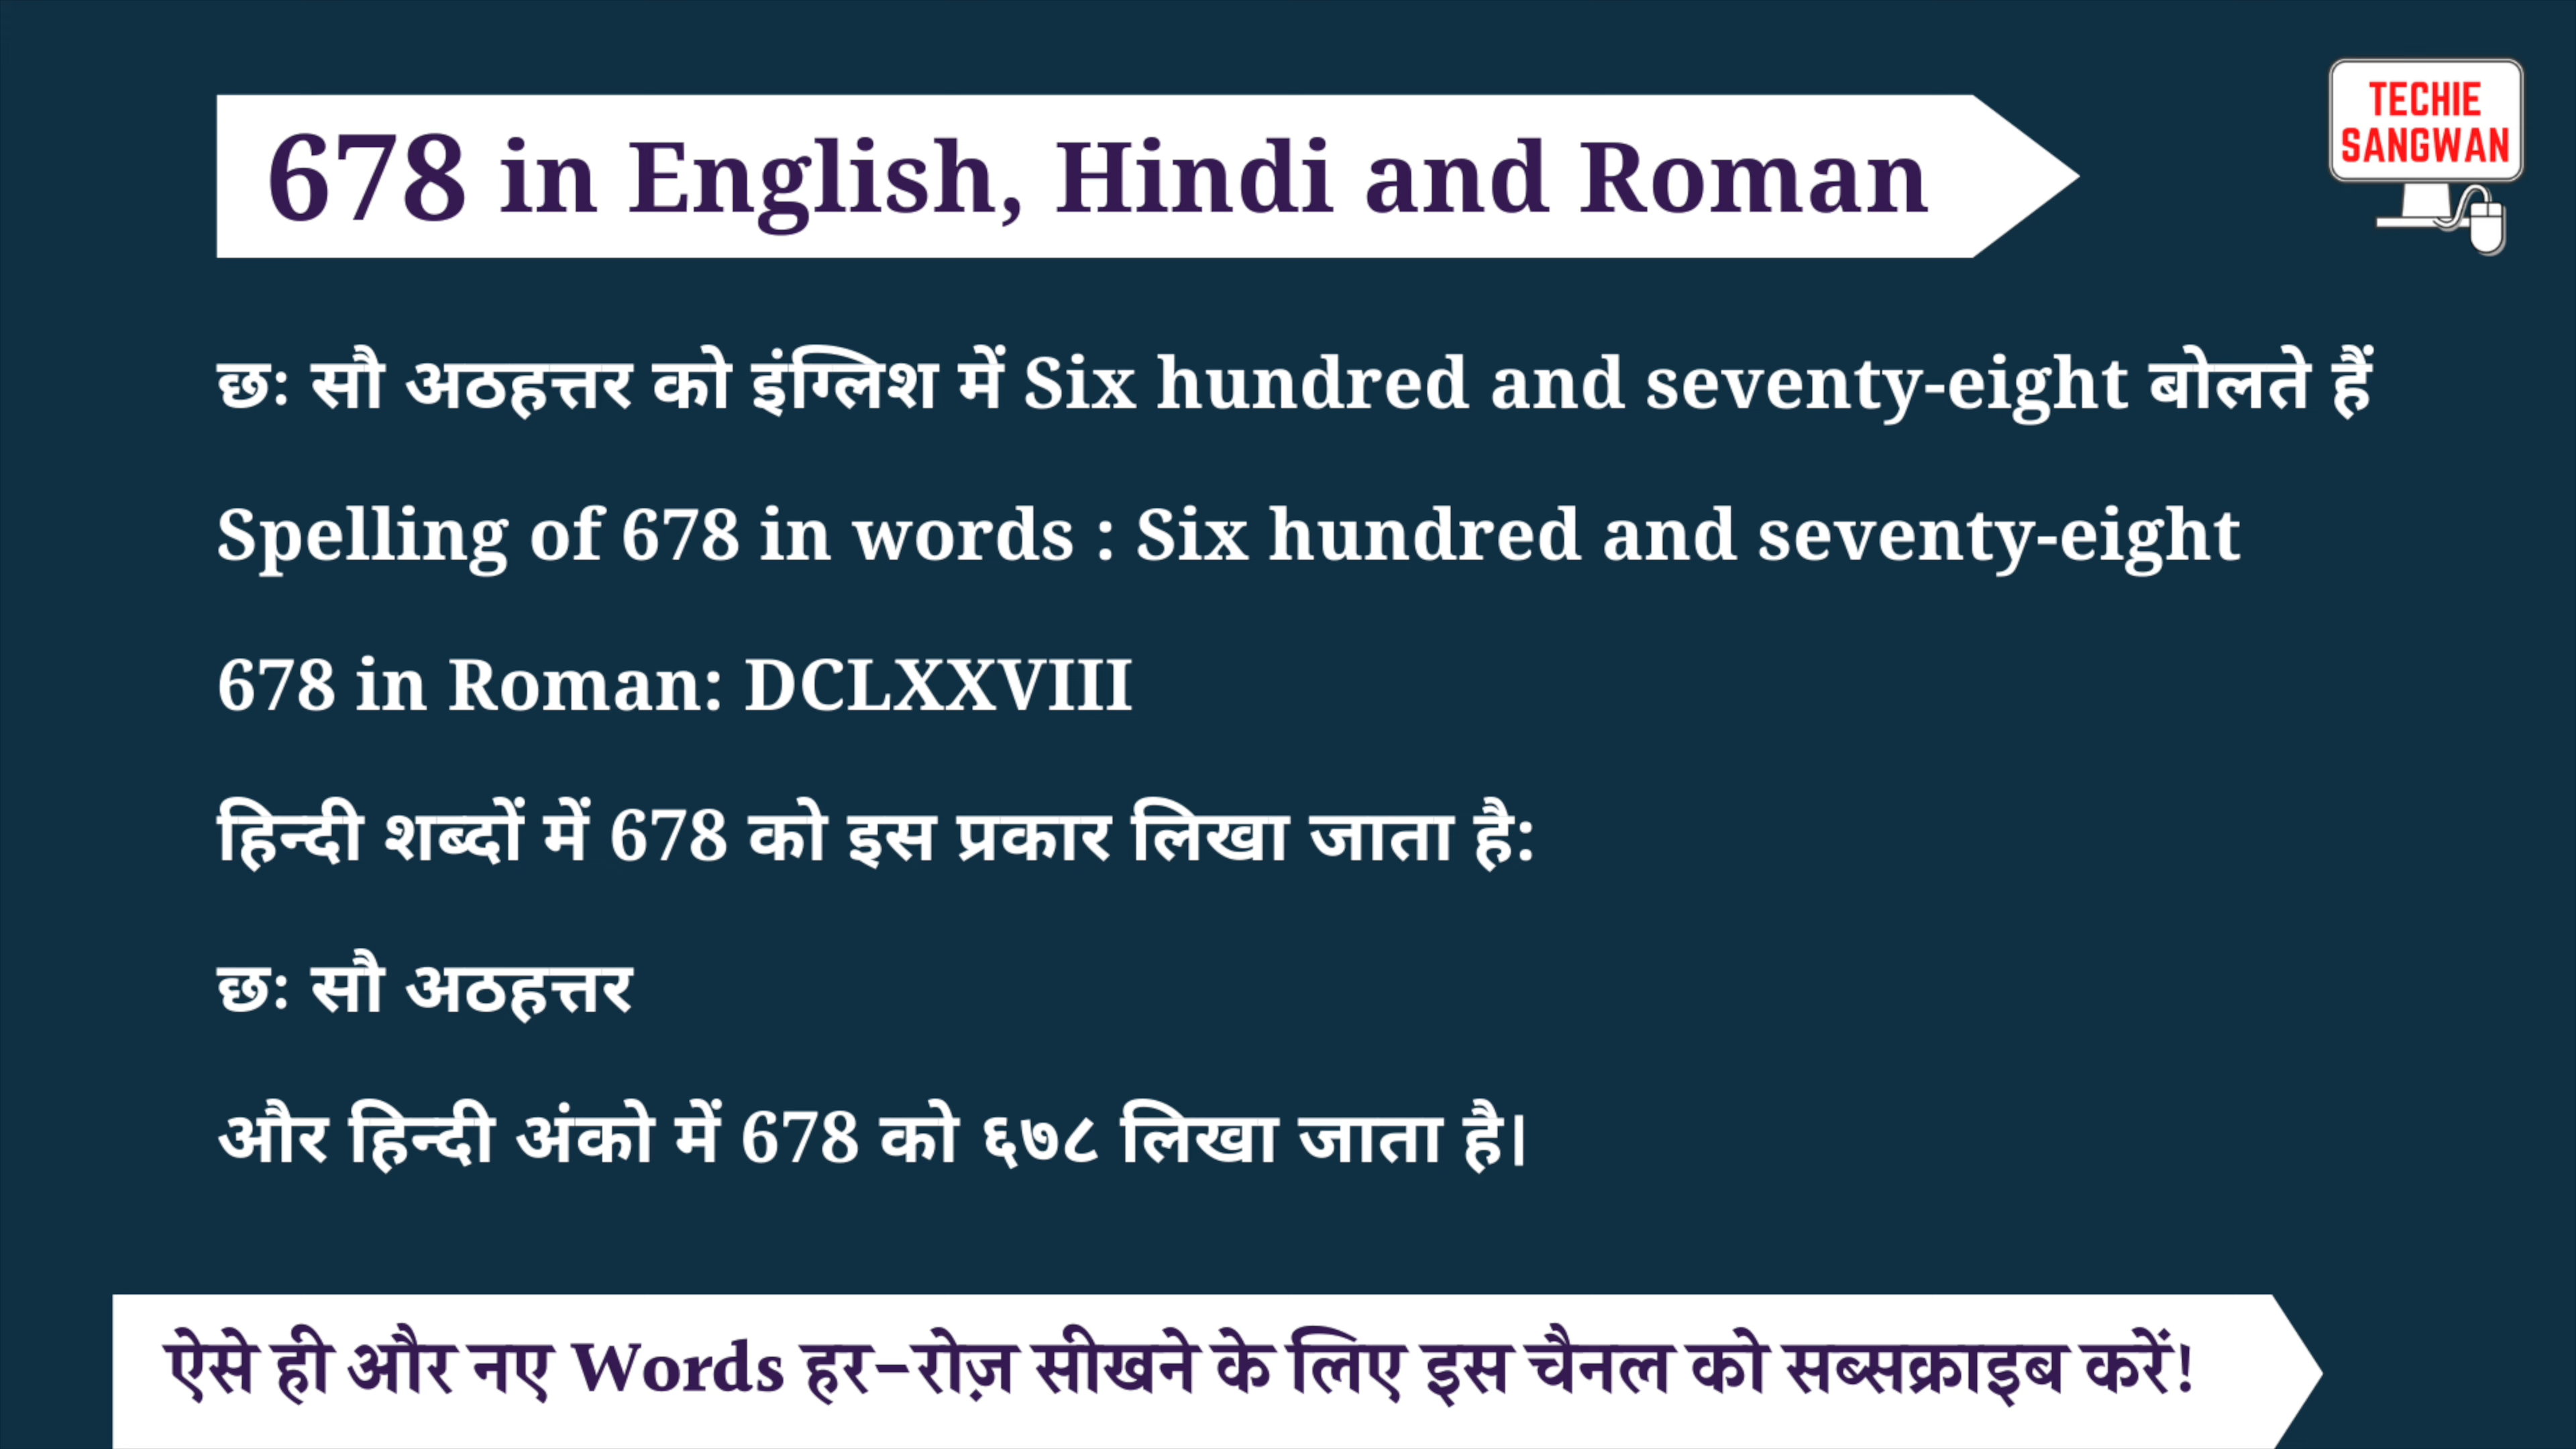 678 in English, Hindi and Roman
TECHIE
SANGWAN
छः सौ अठहत्तर को इंग्लिश में Six hundred and seventy-eight बोलते हैं
Spelling of 678 in words : Six hundred and seventy-eight
678 in Roman: DCLXXVIII
हिन्दी शब्दों में 678 को इस प्रकार लिखा जाता है:
छः सौ अठहत्तर
और हिन्दी अंको में 678 को ६७८ लिखा जाता है।
ऐसे ही और नए Words हर-रोज़ सीखने के लिए इस चैनल को सब्सक्राइब करें!